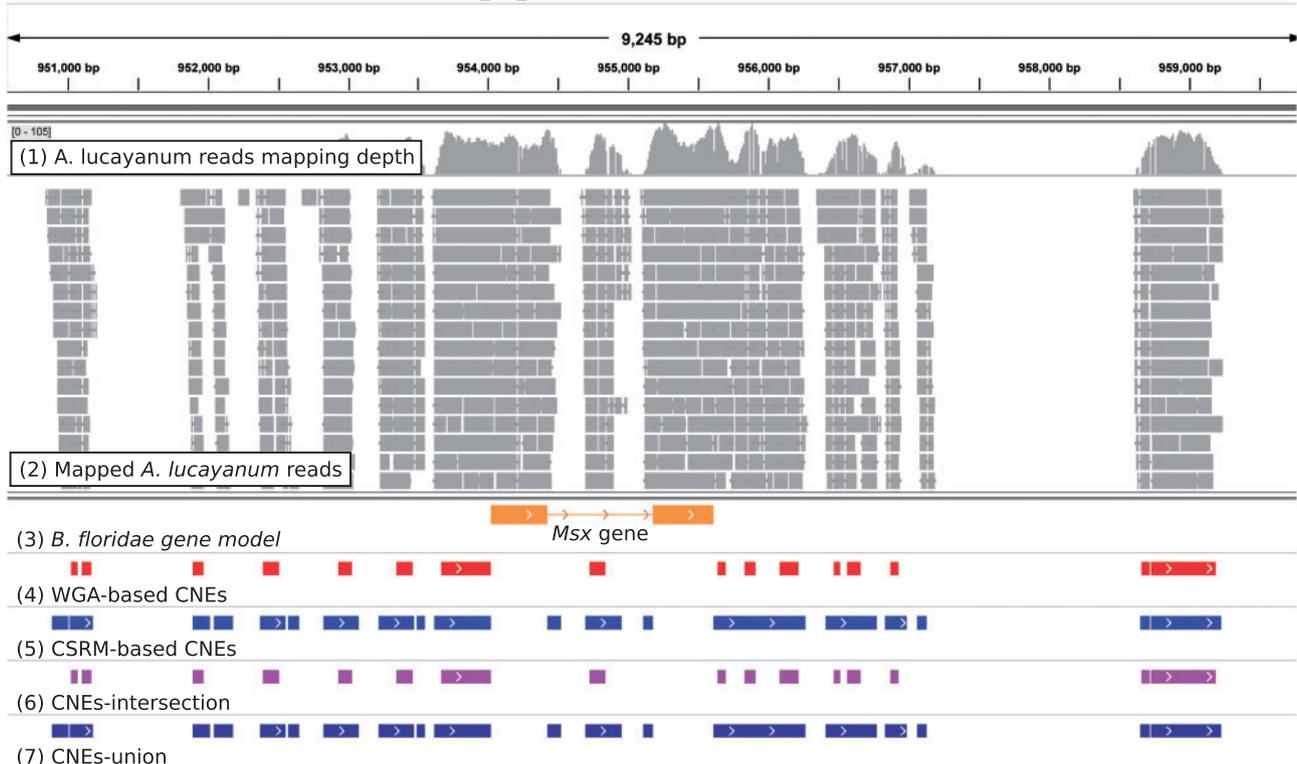 9,245 bp
951,000 bp 952,000 bp 953,000 bp 954,000 bp 955,000 bp 956,000 bp 957,000 bp 958,000 bp 959,000 bp
[0 - 105]
(1) A. lucayanum reads mapping depth
(2) Mapped A. lucayanum reads
Msx gene
(3) B. floridae gene model
(4) WGA-based CNEs
(5) CSRM-based CNEs
(6) CNEs-intersection
(7) CNEs-union